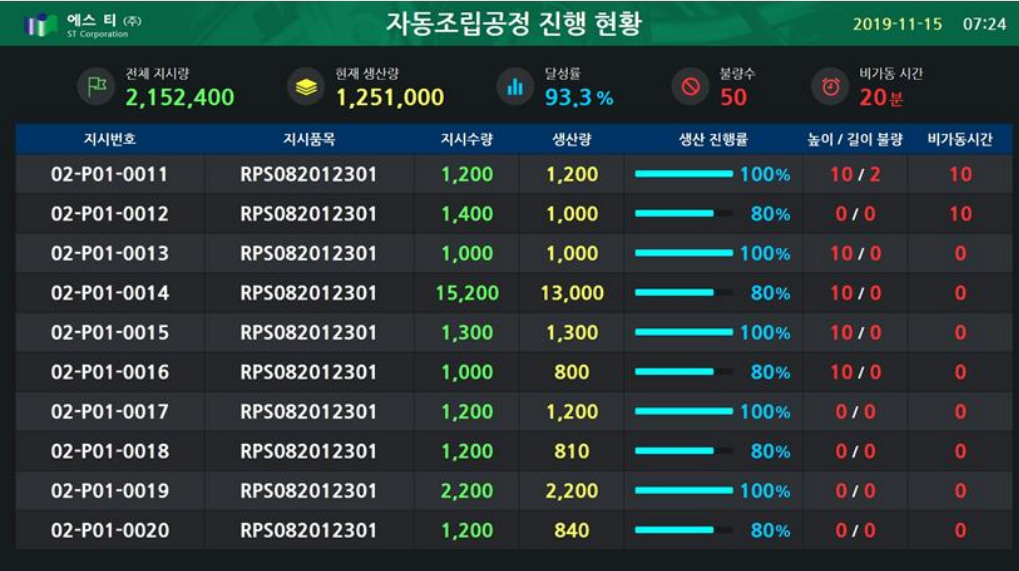 에스 티 (주) 자동조립공정 진행 현황 2019-11-15 07:24
ST Corporation
전체 지시량 현재 생산량 달성률 불량수 비가동 시간
2,152,400 1,251,000 93.3% 50 20분
지시번호 지시품목 지시수량 생산량 생산 진행률 높이 / 길이 불량 비가동시간
02-P01-0011 RPS082012301 1,200 1,200 100% 10 / 2 10
02-P01-0012 RPS082012301 1,400 1,000 80% 0 / 0 10
02-P01-0013 RPS082012301 1,000 1,000 100% 10 / 0 0
02-P01-0014 RPS082012301 15,200 13,000 80% 10 / 0 0
02-P01-0015 RPS082012301 1,300 1,300 100% 10 / 0 0
02-P01-0016 RPS082012301 1,000 800 80% 10 / 0 0
02-P01-0017 RPS082012301 1,200 1,200 100% 0 / 0 0
02-P01-0018 RPS082012301 1,200 810 80% 0 / 0 0
02-P01-0019 RPS082012301 2,200 2,200 100% 0 / 0 0
02-P01-0020 RPS082012301 1,200 840 80% 0 / 0 0